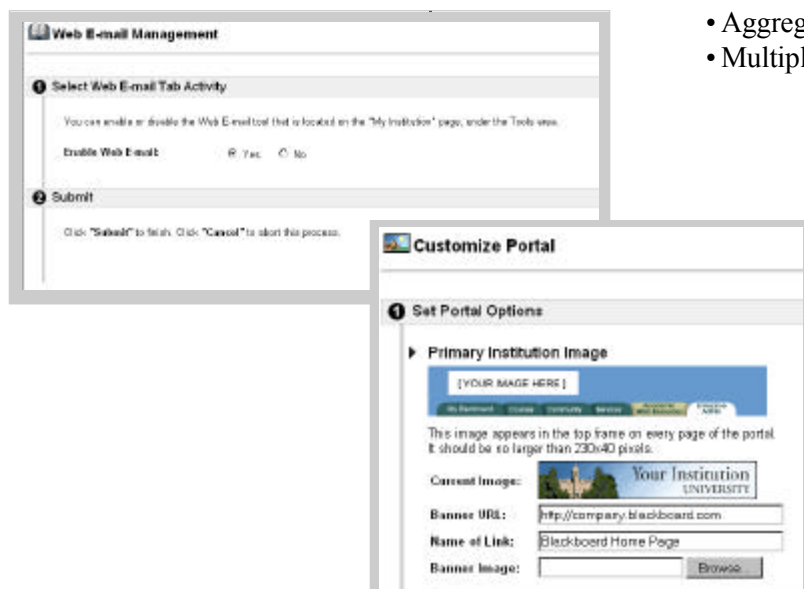 • Aggreg
• Multipl
Web E-mail Management
1 Select Web E-mail Tab Activity
You can enable or disable the Web E-mail tool that is located on the "My Institution" page, under the Tools area.
Enable Web E-mail: Yes No
2 Submit
Click "Submit" to finish. Click "Cancel" to abort this process.
Customize Portal
1 Set Portal Options
Primary Institution Image
[YOUR IMAGE HERE]
Courses Community Services
This image appears in the top frame on every page of the portal.
It should be no larger than 230x40 pixels.
Current Image: Your Institution
UNIVERSITY
Banner URL: http://company.blackboard.com
Name of Link: Blackboard Home Page
Banner Image: Browse...